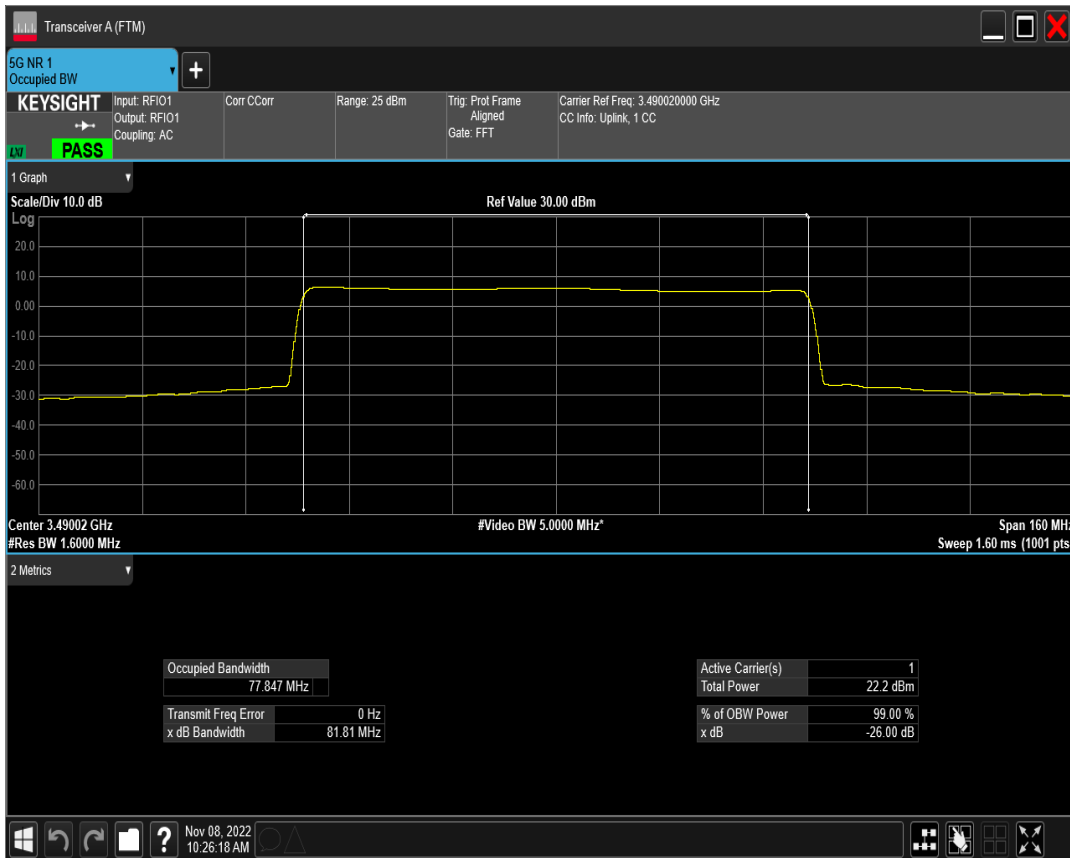 Transceiver A (FTM)
5G NR 1
Occupied BW
+
KEYSIGHT
LXI
PASS
Input: RFIO1
Output: RFIO1
Coupling: AC
Corr CCorr
Range: 25 dBm
Trig: Prot Frame
Aligned
Gate: FFT
Carrier Ref Freq: 3.490020000 GHz
CC Info: Uplink, 1 CC
1 Graph
Scale/Div 10.0 dB
Ref Value 30.00 dBm
Log
20.0
10.0
0.00
-10.0
-20.0
-30.0
-40.0
-50.0
-60.0
Center 3.49002 GHz
#Video BW 5.0000 MHz*
Span 160 MHz
#Res BW 1.6000 MHz
Sweep 1.60 ms (1001 pts
2 Metrics
Occupied Bandwidth
77.847 MHz
Transmit Freq Error 0 Hz
x dB Bandwidth 81.81 MHz
Active Carrier(s) 1
Total Power 22.2 dBm
% of OBW Power 99.00 %
x dB -26.00 dB
?
Nov 08, 2022
10:26:18 AM